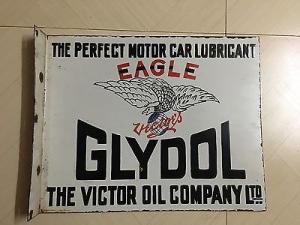 THE PERFECT MOTOR CAR LUBRICANT
EAGLE
Victor's
GLYDOL
THE VICTOR OIL COMPANY LTD